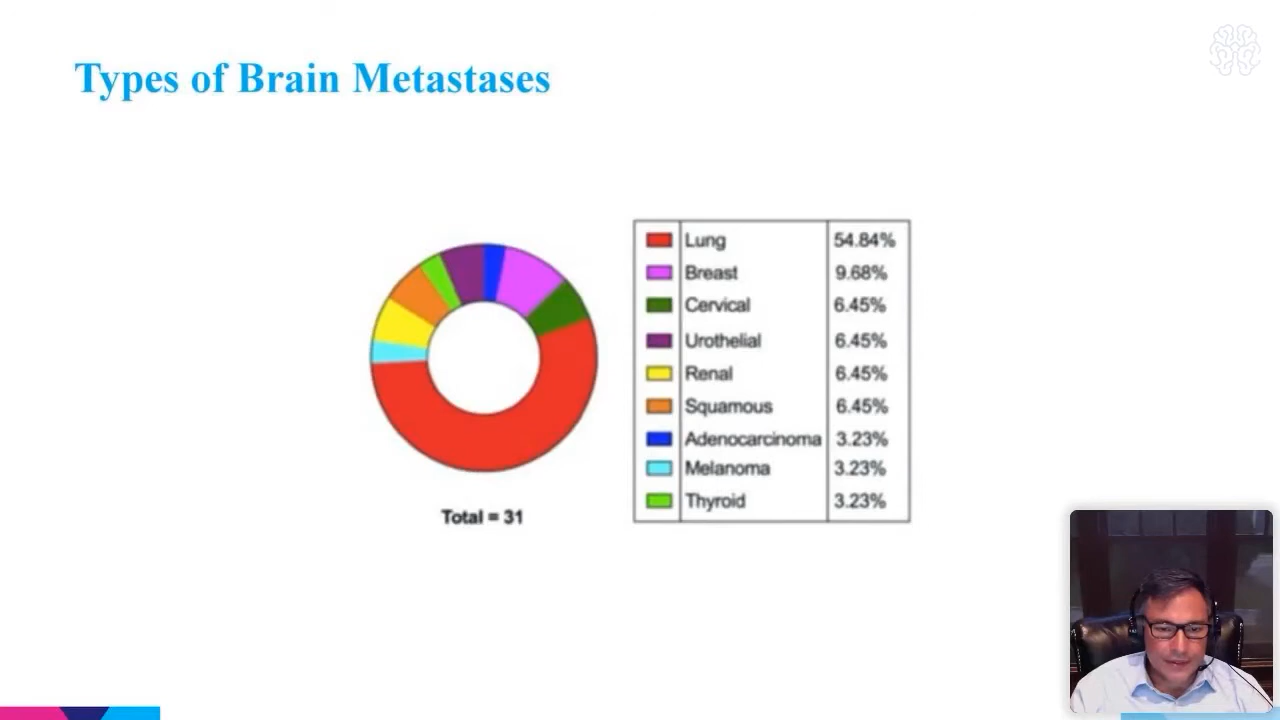 Types of Brain Metastases
Lung 54.84%
Breast 9.68%
Cervical 6.45%
Urothelial 6.45%
Renal 6.45%
Squamous 6.45%
Adenocarcinoma 3.23%
Melanoma 3.23%
Thyroid 3.23%
Total = 31